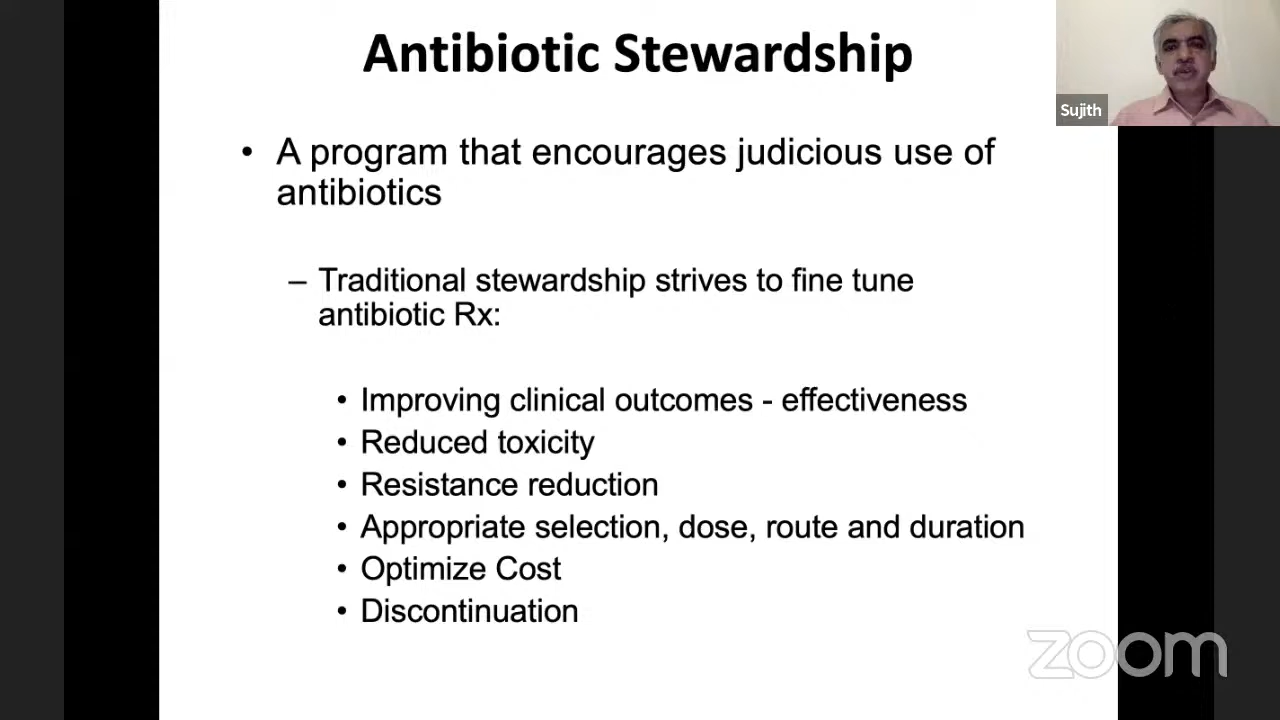 Antibiotic Stewardship
Sujith
• A program that encourages judicious use of
antibiotics
– Traditional stewardship strives to fine tune
antibiotic Rx:
• Improving clinical outcomes - effectiveness
• Reduced toxicity
• Resistance reduction
• Appropriate selection, dose, route and duration
• Optimize Cost
• Discontinuation
zoom